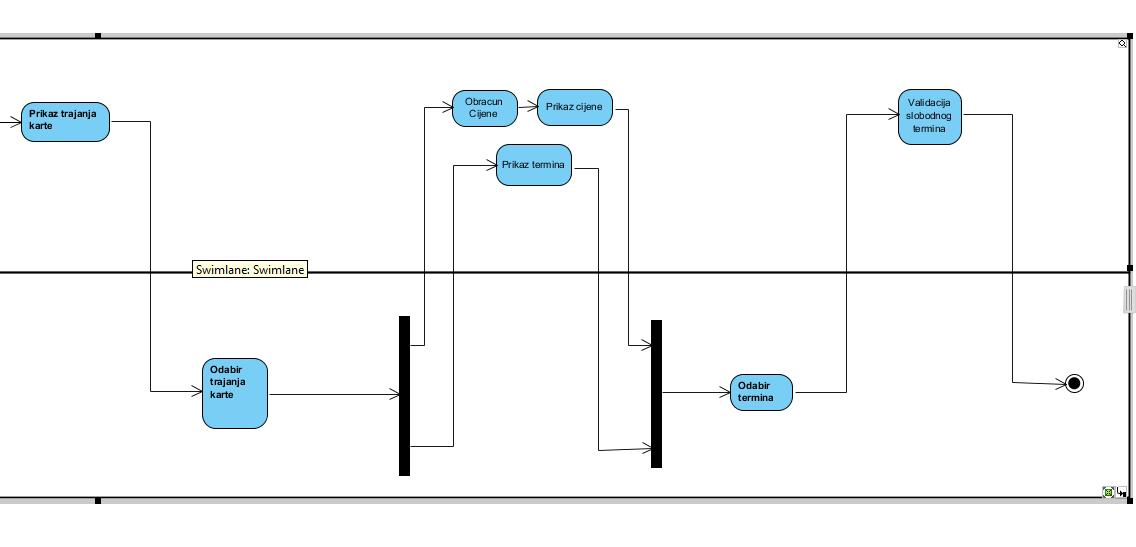 Prikaz trajanja
karte
Obracun
Cijene
Prikaz cijene
Prikaz termina
Validacija
slobodnog
termina
Swimlane: Swimlane
Odabir
trajanja
karte
Odabir
termina